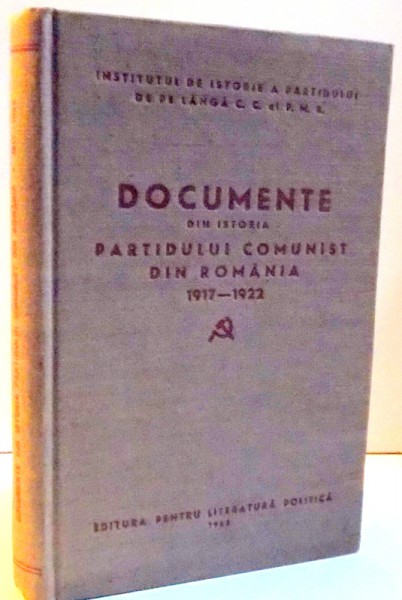 INSTITUTUL DE ISTORIE A PARTIDULUI
DE PE LÂNGĂ C. C. al P. M. R.
DOCUMENTE
DIN ISTORIA
PARTIDULUI COMUNIST
DIN ROMÂNIA
1917—1922
EDITURA PENTRU LITERATURĂ POLITICĂ